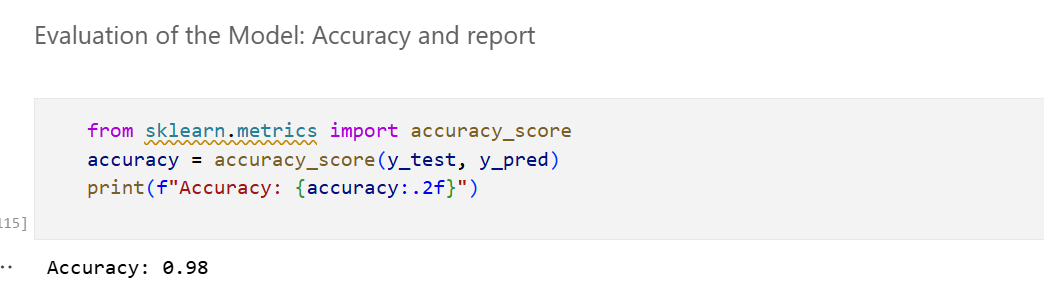 Evaluation of the Model: Accuracy and report
from sklearn.metrics import accuracy_score
accuracy = accuracy_score(y_test, y_pred)
print(f"Accuracy: {accuracy:.2f}")
115]
Accuracy: 0.98